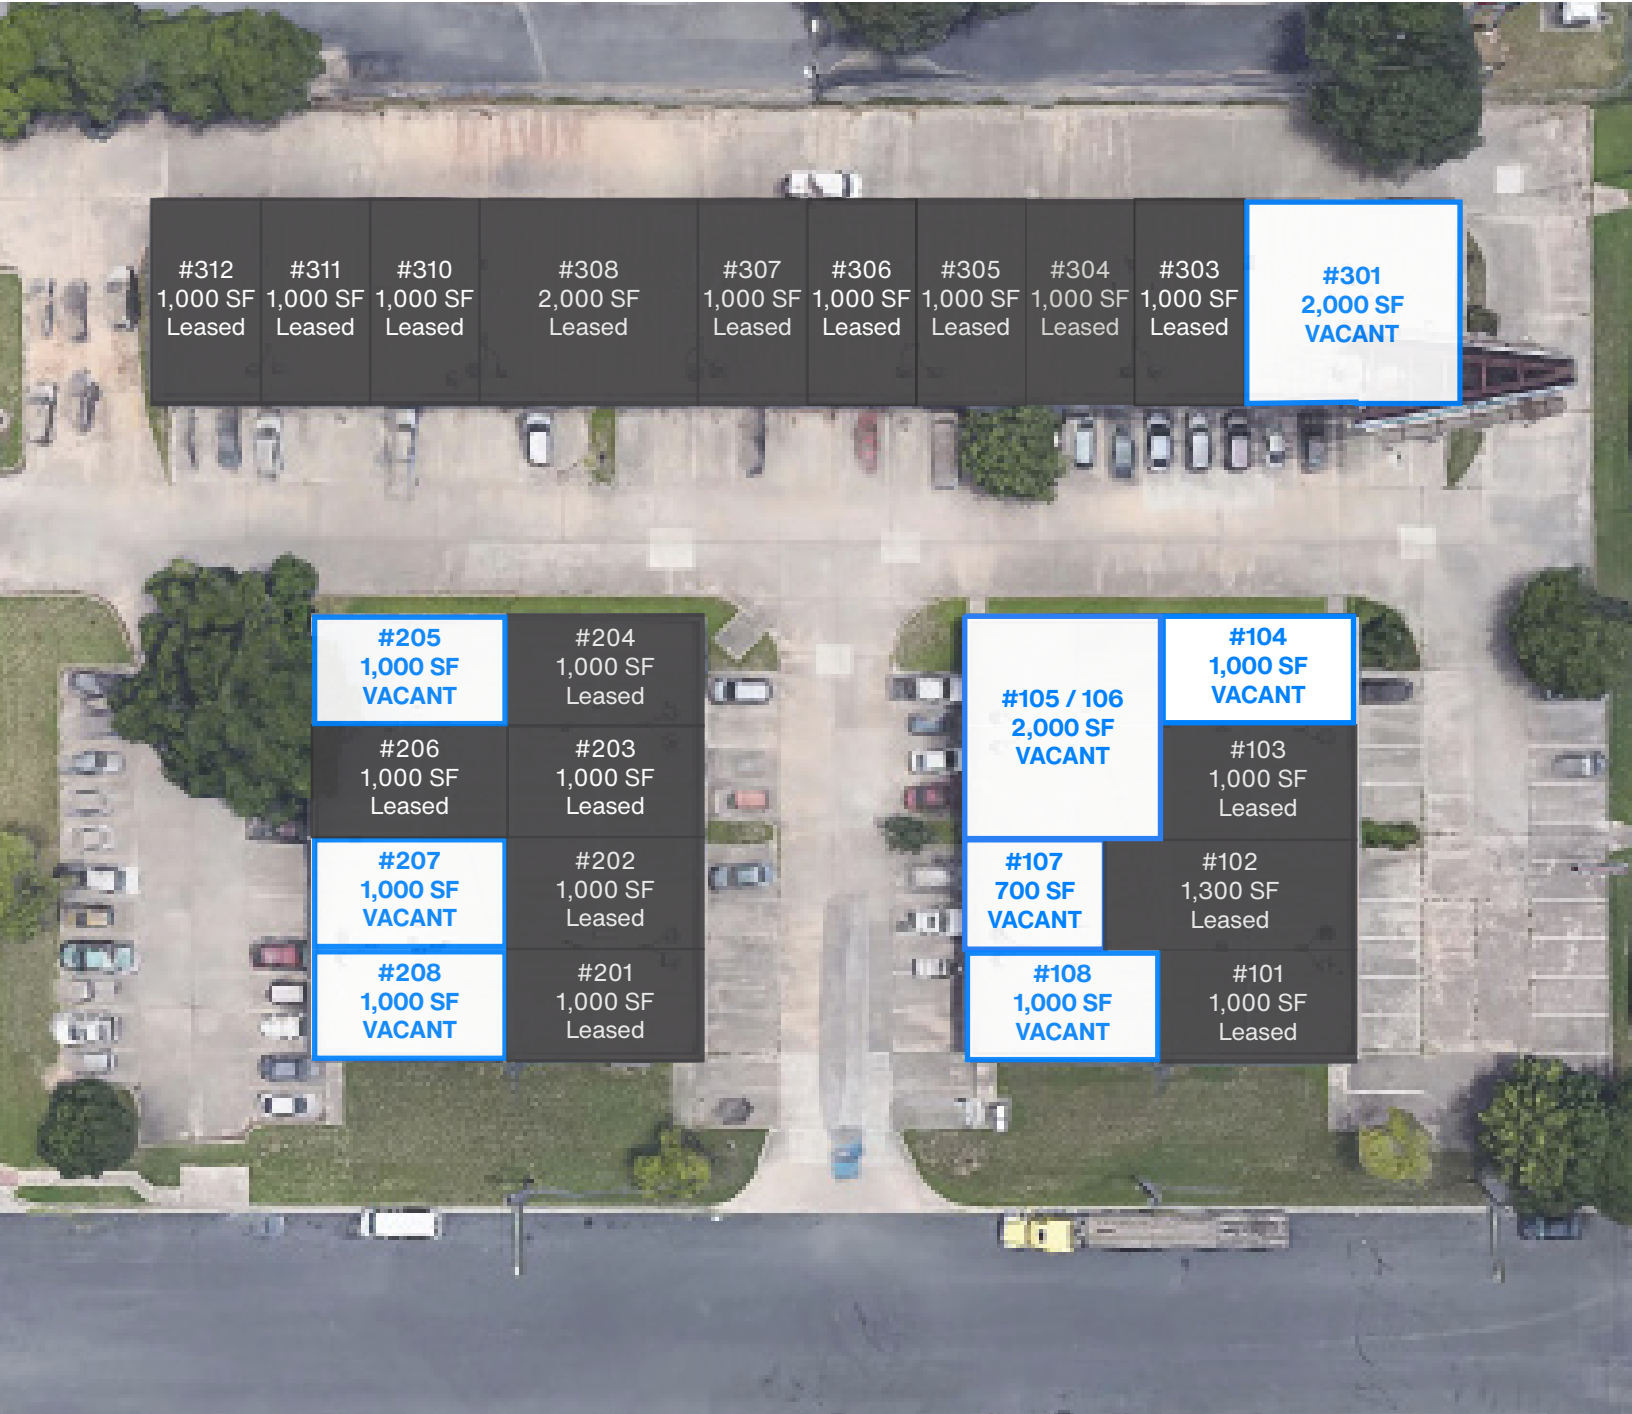 #312
1,000 SF
Leased
#311
1,000 SF
Leased
#310
1,000 SF
Leased
#308
2,000 SF
Leased
#307
1,000 SF
Leased
#306
1,000 SF
Leased
#305
1,000 SF
Leased
#304
1,000 SF
Leased
#303
1,000 SF
Leased
#301
2,000 SF
VACANT
#205
1,000 SF
VACANT
#204
1,000 SF
Leased
#206
1,000 SF
Leased
#203
1,000 SF
Leased
#207
1,000 SF
VACANT
#202
1,000 SF
Leased
#208
1,000 SF
VACANT
#201
1,000 SF
Leased
#105 / 106
2,000 SF
VACANT
#104
1,000 SF
VACANT
#103
1,000 SF
Leased
#107
700 SF
VACANT
#102
1,300 SF
Leased
#108
1,000 SF
VACANT
#101
1,000 SF
Leased